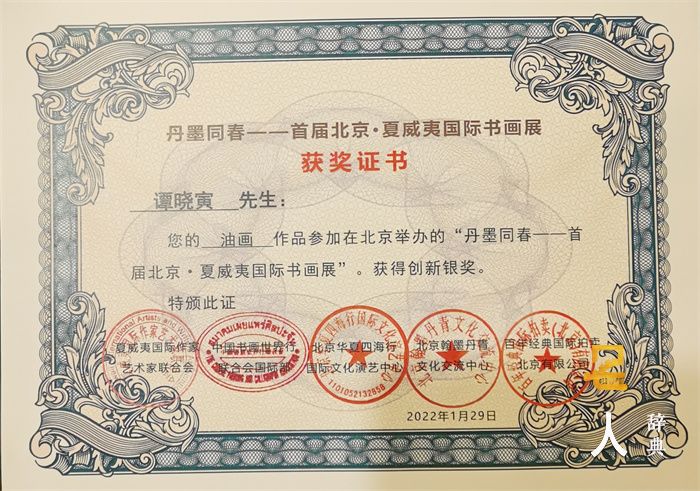 丹墨同春——首届北京·夏威夷国际书画展
获奖证书
谭晓寅 先生：
您的 油画 作品参加在北京举办的“丹墨同春——首
届北京·夏威夷国际书画展”。获得创新银奖。
特颁此证
夏威夷国际作家
艺术家联合会
中国书画世界行
联合会国际部
北京华夏四海行
国际文化演艺中心
1101052132658
北京翰墨丹青
文化交流中心
百年经典国际拍卖
北京有限公司
2022年1月29日
人 辞典